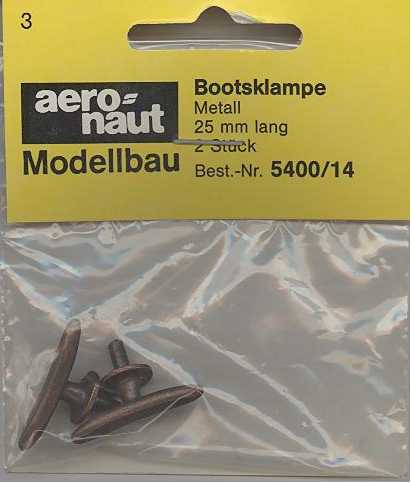 3
aero-
naut
Modellbau
Bootsklampe
Metall
25 mm lang
2 Stück
Best.-Nr. 5400/14